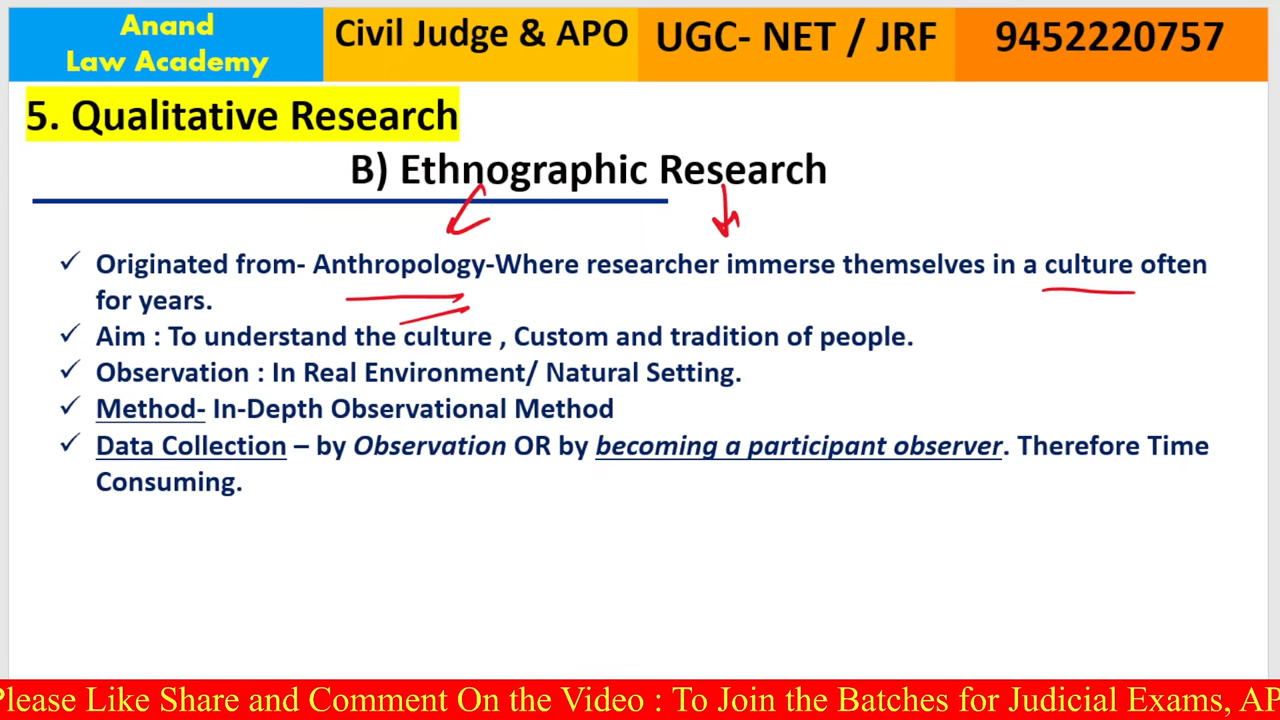 Anand
Law Academy
Civil Judge & APO
UGC- NET / JRF
9452220757
5. Qualitative Research
B) Ethnographic Research
✓ Originated from- Anthropology-Where researcher immerse themselves in a culture often
for years.
✓ Aim : To understand the culture , Custom and tradition of people.
✓ Observation : In Real Environment/ Natural Setting.
✓ Method- In-Depth Observational Method
✓ Data Collection – by Observation OR by becoming a participant observer. Therefore Time
Consuming.
Please Like Share and Comment On the Video : To Join the Batches for Judicial Exams, AP